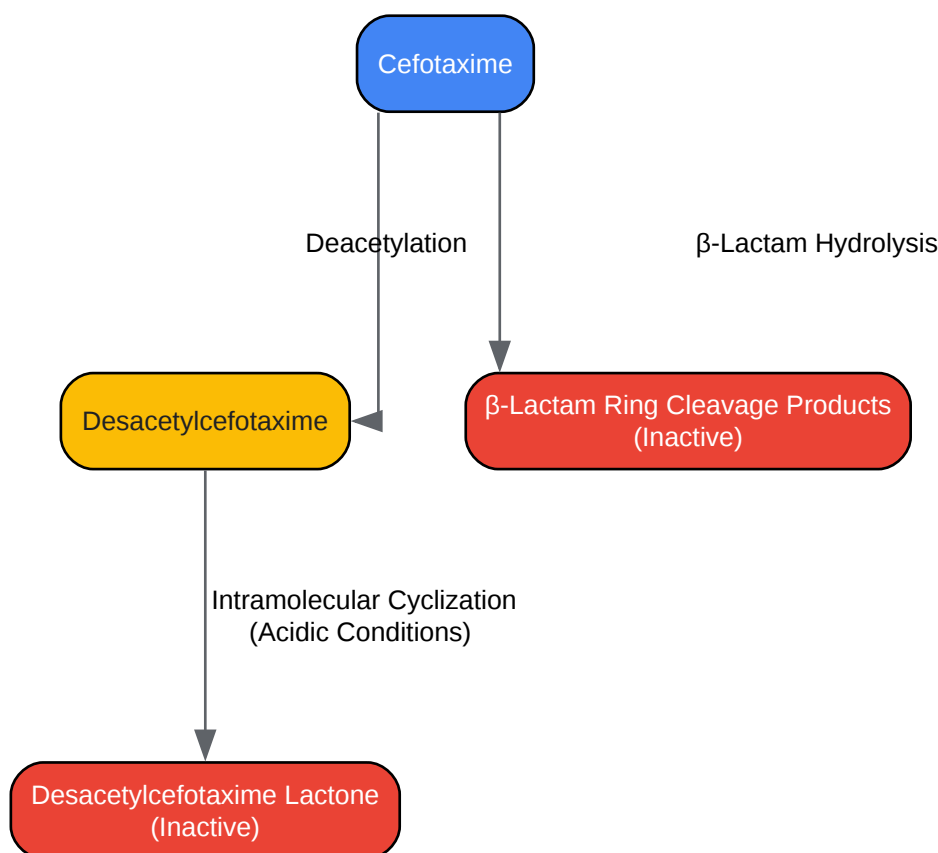 Cefotaxime
Deacetylation
β-Lactam Hydrolysis
Desacetylcefotaxime
β-Lactam Ring Cleavage Products
(Inactive)
Intramolecular Cyclization
(Acidic Conditions)
Desacetylcefotaxime Lactone
(Inactive)